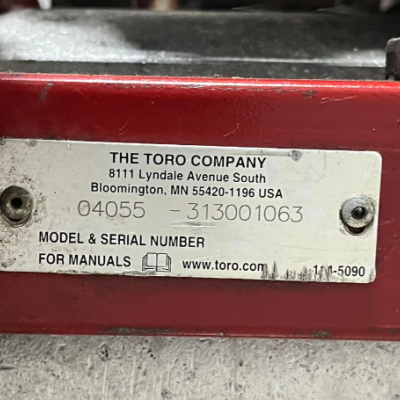 THE TORO COMPANY
8111 Lyndale Avenue South
Bloomington, MN 55420-1196 USA
04055 -313001063
MODEL & SERIAL NUMBER
FOR MANUALS www.toro.com